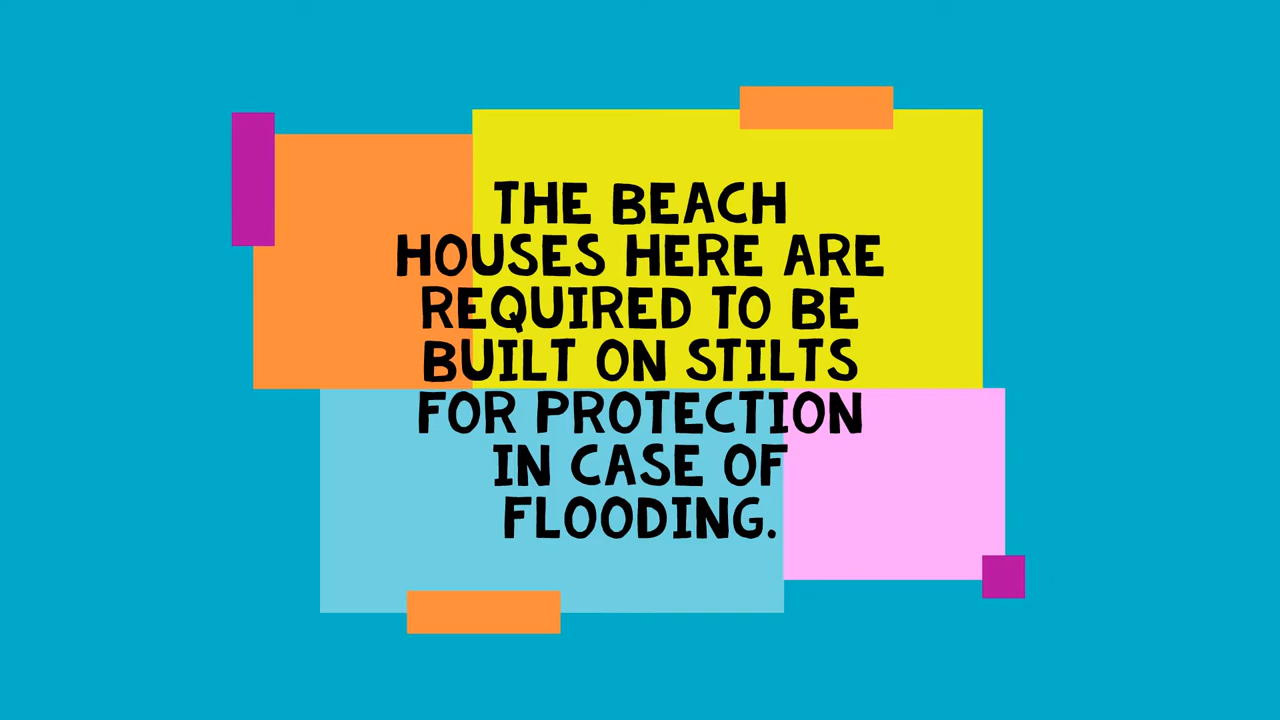 THE BEACH
HOUSES HERE ARE
REQUIRED TO BE
BUILT ON STILTS
FOR PROTECTION
IN CASE OF
FLOODING.